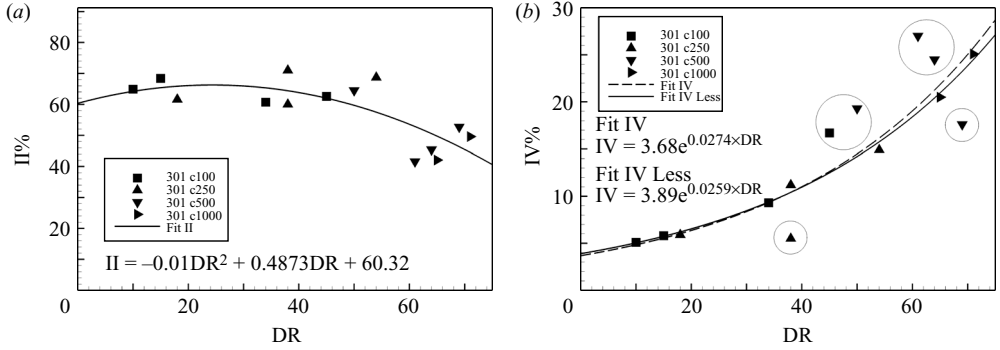 (a)
80
60
40
20
0
20
40
60
II%
DR
301 c100
301 c250
301 c500
301 c1000
Fit II
II = –0.01DR² + 0.4873DR + 60.32
(b)
30
20
10
0
20
40
60
IV%
DR
301 c100
301 c250
301 c500
301 c1000
Fit IV
Fit IV Less
Fit IV
IV = 3.68e^0.0274×DR
Fit IV Less
IV = 3.89e^0.0259×DR